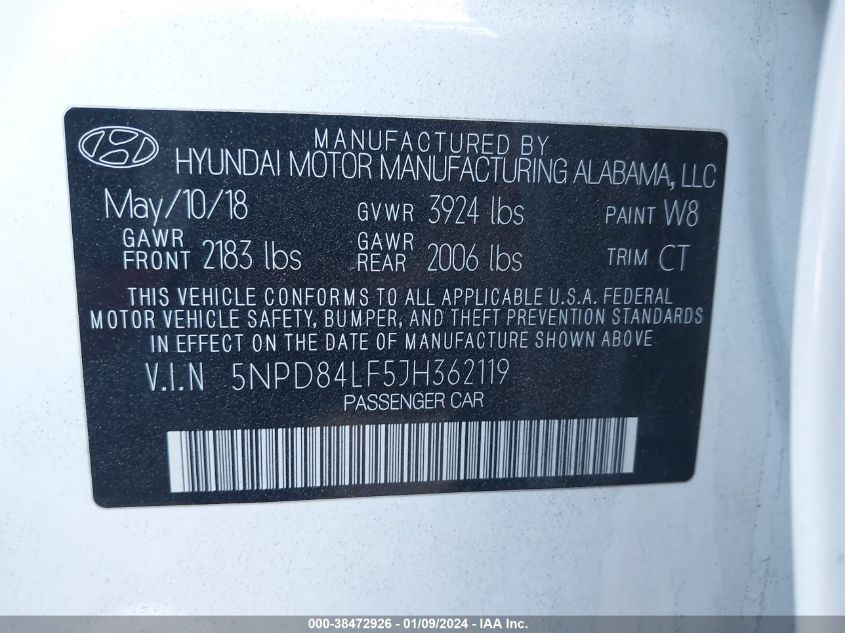 MANUFACTURED BY
HYUNDAI MOTOR MANUFACTURING ALABAMA, LLC
May/10/18 GVWR 3924 lbs PAINT W8
GAWR FRONT 2183 lbs GAWR REAR 2006 lbs TRIM CT
THIS VEHICLE CONFORMS TO ALL APPLICABLE U.S.A. FEDERAL
MOTOR VEHICLE SAFETY, BUMPER, AND THEFT PREVENTION STANDARDS
IN EFFECT ON THE DATE OF MANUFACTURE SHOWN ABOVE
V.I.N 5NPD84LF5JH362119
PASSENGER CAR
000-38472926 - 01/09/2024 - IAA Inc.